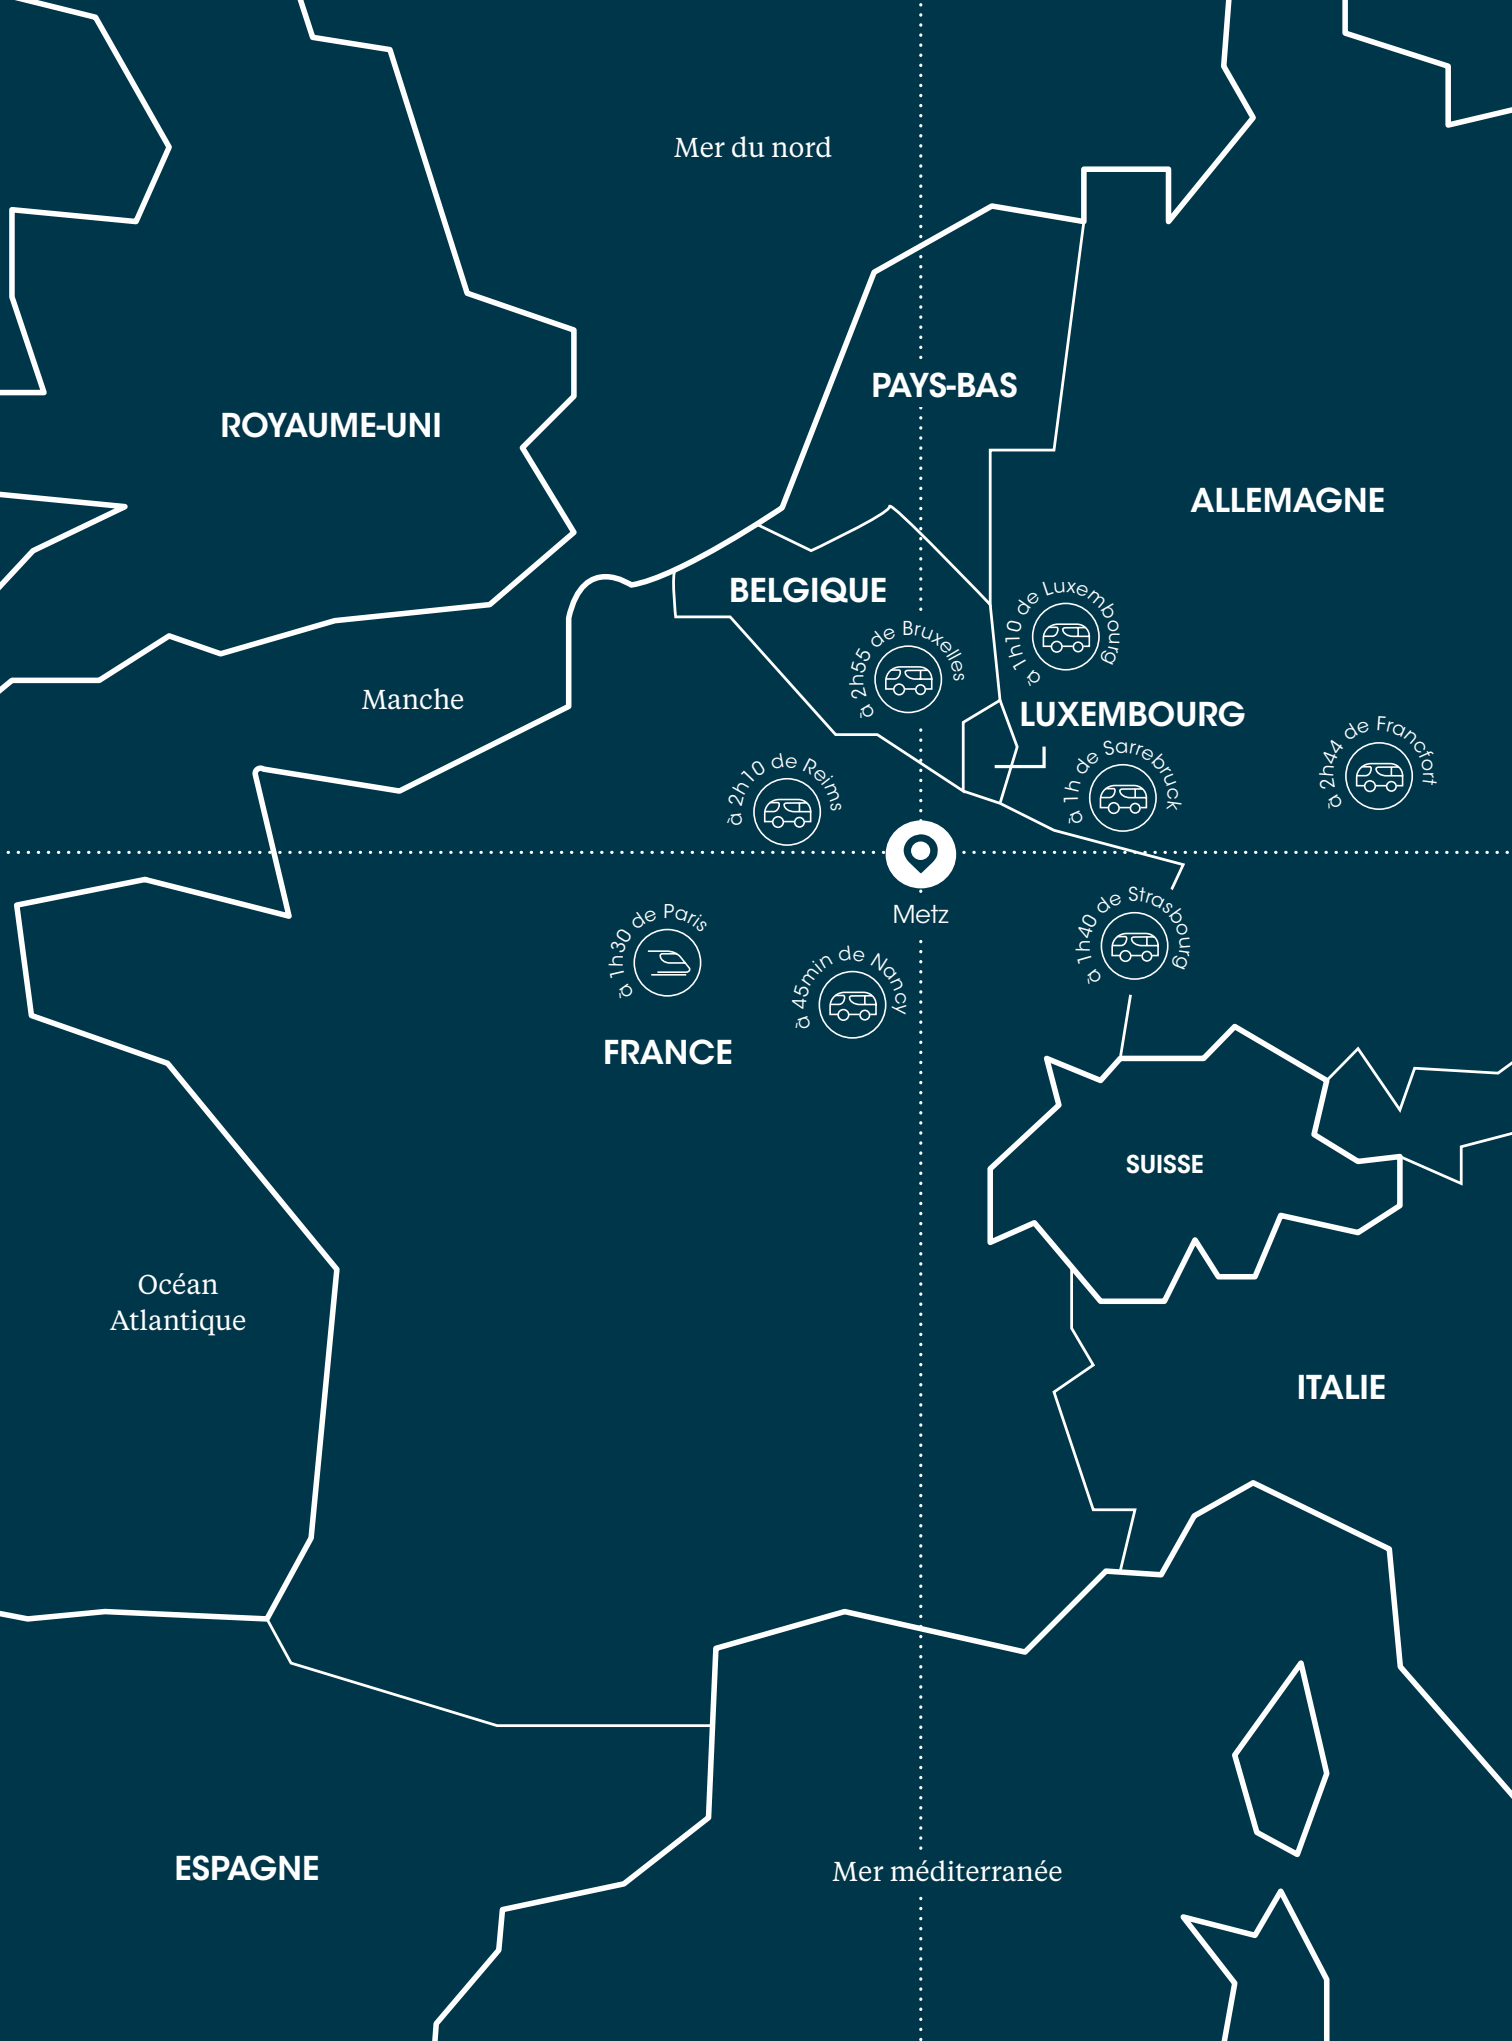 Mer du nord
PAYS-BAS
ROYAUME-UNI
ALLEMAGNE
BELGIQUE
à 1h10 de Luxembourg
à 2h55 de Bruxelles
Manche
LUXEMBOURG
à 2h44 de Francfort
à 1h de Sarrebruck
à 2h10 de Reims
Metz
à 1h40 de Strasbourg
à 1h30 de Paris
à 45min de Nancy
FRANCE
SUISSE
Océan
Atlantique
ITALIE
ESPAGNE
Mer méditerranée